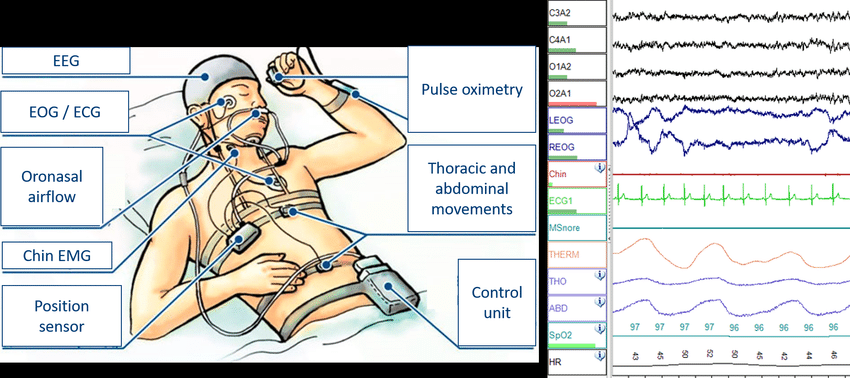 EEG
EOG / ECG
Oronasal
airflow
Chin EMG
Position
sensor
Pulse oximetry
Thoracic and
abdominal
movements
Control
unit
C3A2
C4A1
O1A2
O2A1
LEOG
REOG
Chin
ECG1
MSnore
THERM
THO
ABD
SpO2
HR
97 97 97 97 96 96 96 96 96
43 45 50 52 50 45 42 45 46